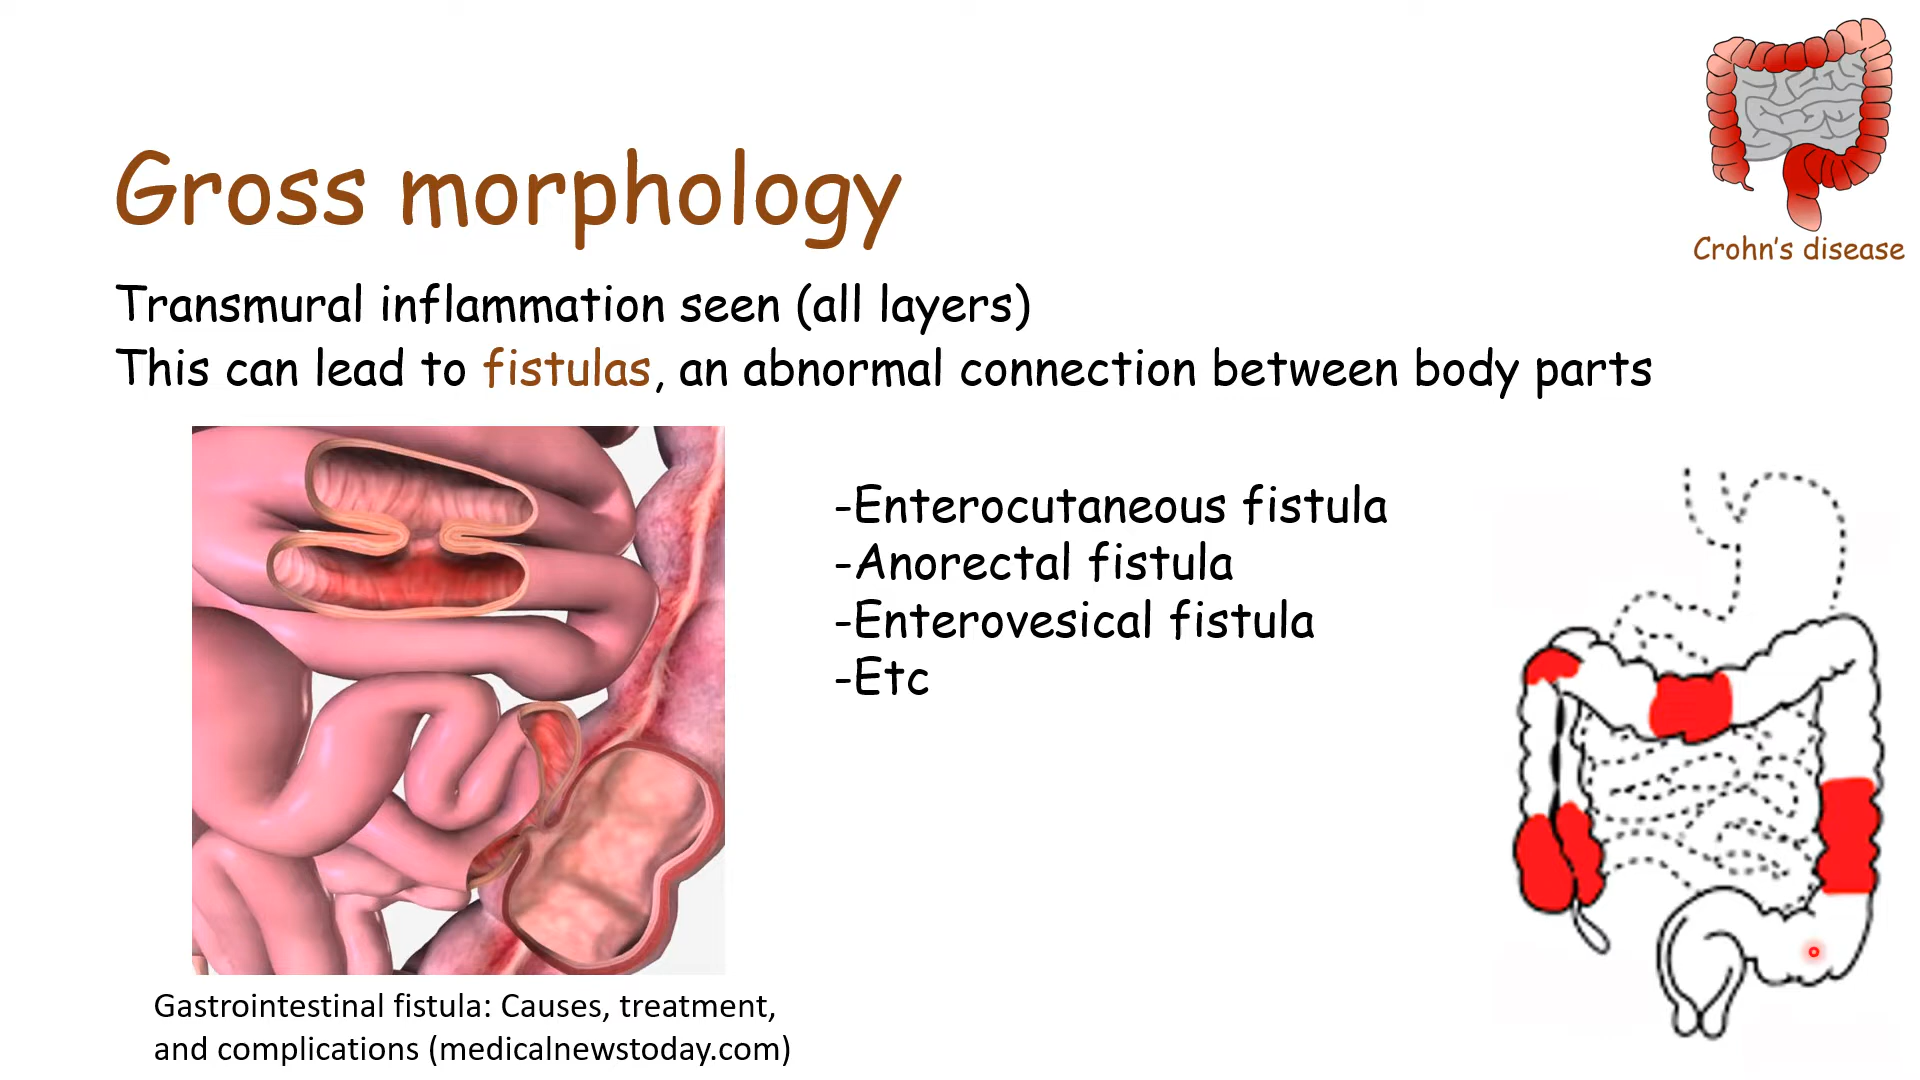 Gross morphology
Crohn's disease
Transmural inflammation seen (all layers)
This can lead to fistulas, an abnormal connection between body parts
-Enterocutaneous fistula
-Anorectal fistula
-Enterovesical fistula
-Etc
Gastrointestinal fistula: Causes, treatment,
and complications (medicalnewstoday.com)